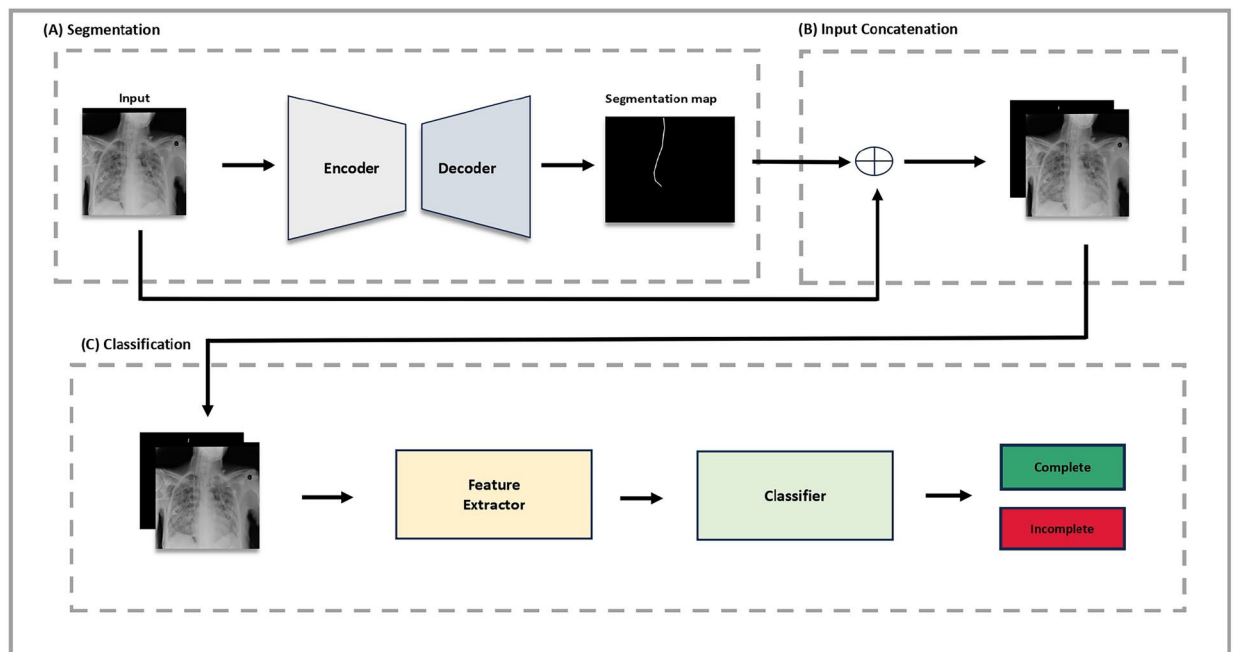 (A) Segmentation
(B) Input Concatenation
Input
Segmentation map
Encoder
Decoder
(C) Classification
Feature
Extractor
Classifier
Complete
Incomplete